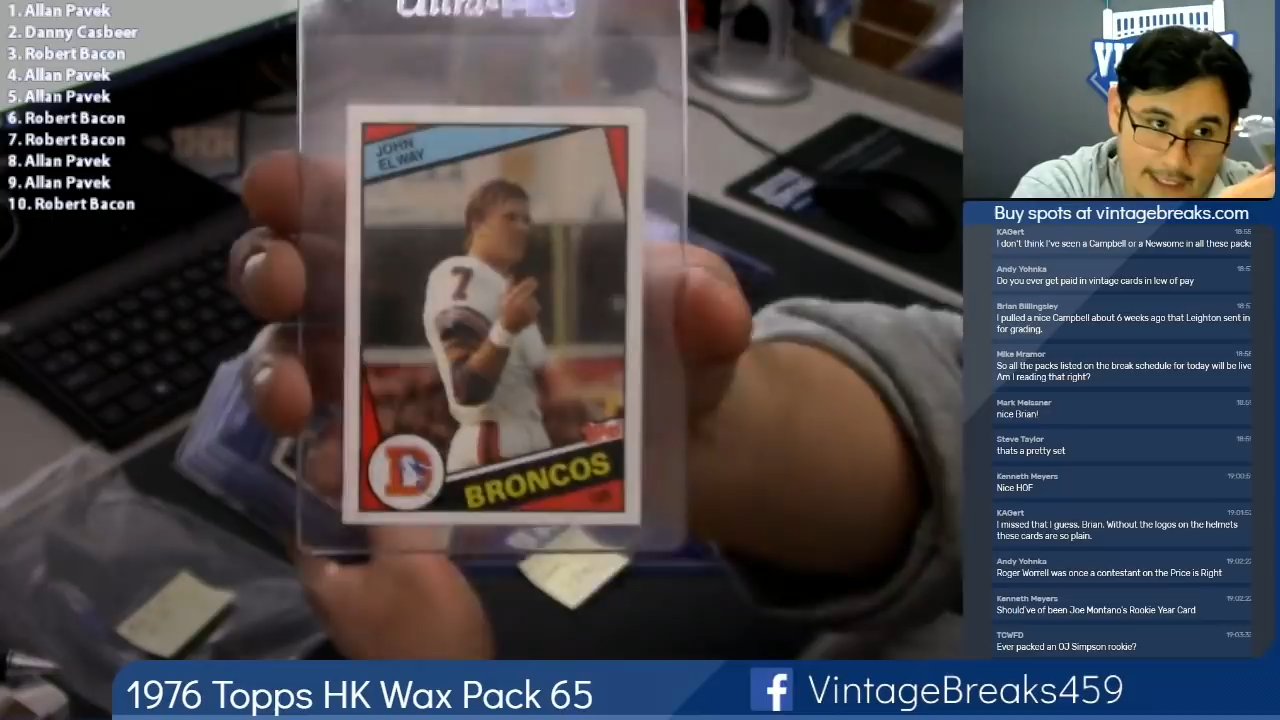 1. Allan Pavek
2. Danny Casbeer
3. Robert Bacon
4. Allan Pavek
5. Allan Pavek
6. Robert Bacon
7. Robert Bacon
8. Allan Pavek
9. Allan Pavek
10. Robert Bacon
Ultra PRO
JOHN
ELWAY
7
D
Topps
BRONCOS
QB
Buy spots at vintagebreaks.com
KAGert
I don't think I've seen a Campbell or a Newsome in all these packs
Andy Yohnka
Do you ever get paid in vintage cards in lew of pay
Brian Billingsley
I pulled a nice Campbell about 6 weeks ago that Leighton sent in
for grading.
Mike Mramor
So all the packs listed on the break schedule for today will be live
Am I reading that right?
Mark Meissner
nice Brian!
Steve Taylor
thats a pretty set
Kenneth Meyers
Nice HOF
KAGert
I missed that I guess, Brian. Without the logos on the helmets
these cards are so plain.
Andy Yohnka
Roger Worrell was once a contestant on the Price is Right
Kenneth Meyers
Should've of been Joe Montano's Rookie Year Card
TCWFD
Ever packed an OJ Simpson rookie?
1976 Topps HK Wax Pack 65
f VintageBreaks459